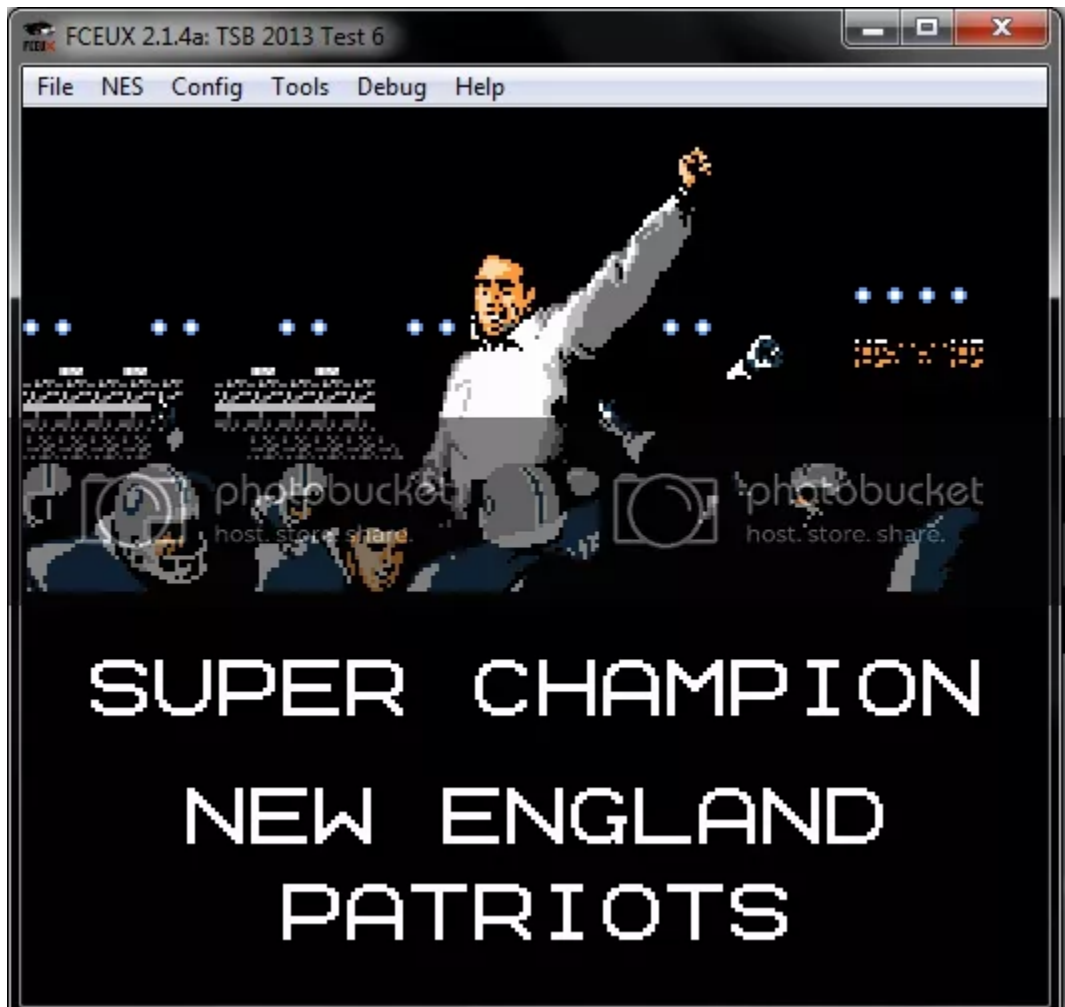 FCEUX 2.1.4a: TSB 2013 Test 6
File NES Config Tools Debug Help
photobucket photobucket
host. store. share. host. store. share.
SUPER CHAMPION
NEW ENGLAND
PATRIOTS